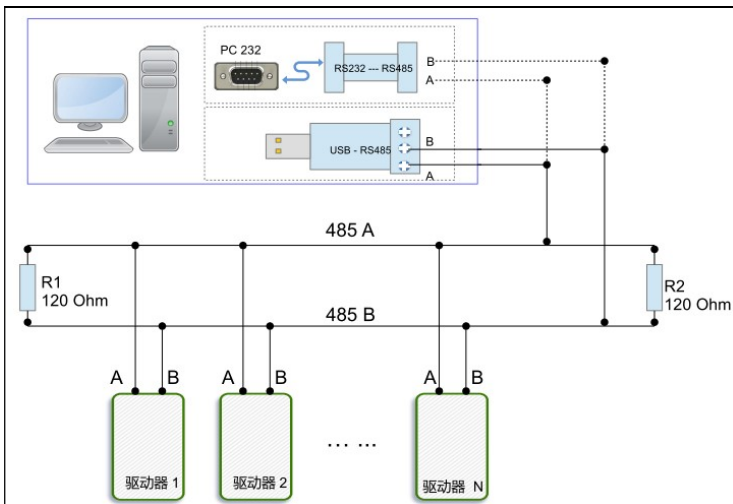 PC 232
RS232 --- RS485
B
A
USB - RS485
B
A
485 A
R1
120 Ohm
R2
120 Ohm
485 B
A B A B A B
驱动器 1 驱动器 2 ... ... 驱动器 N